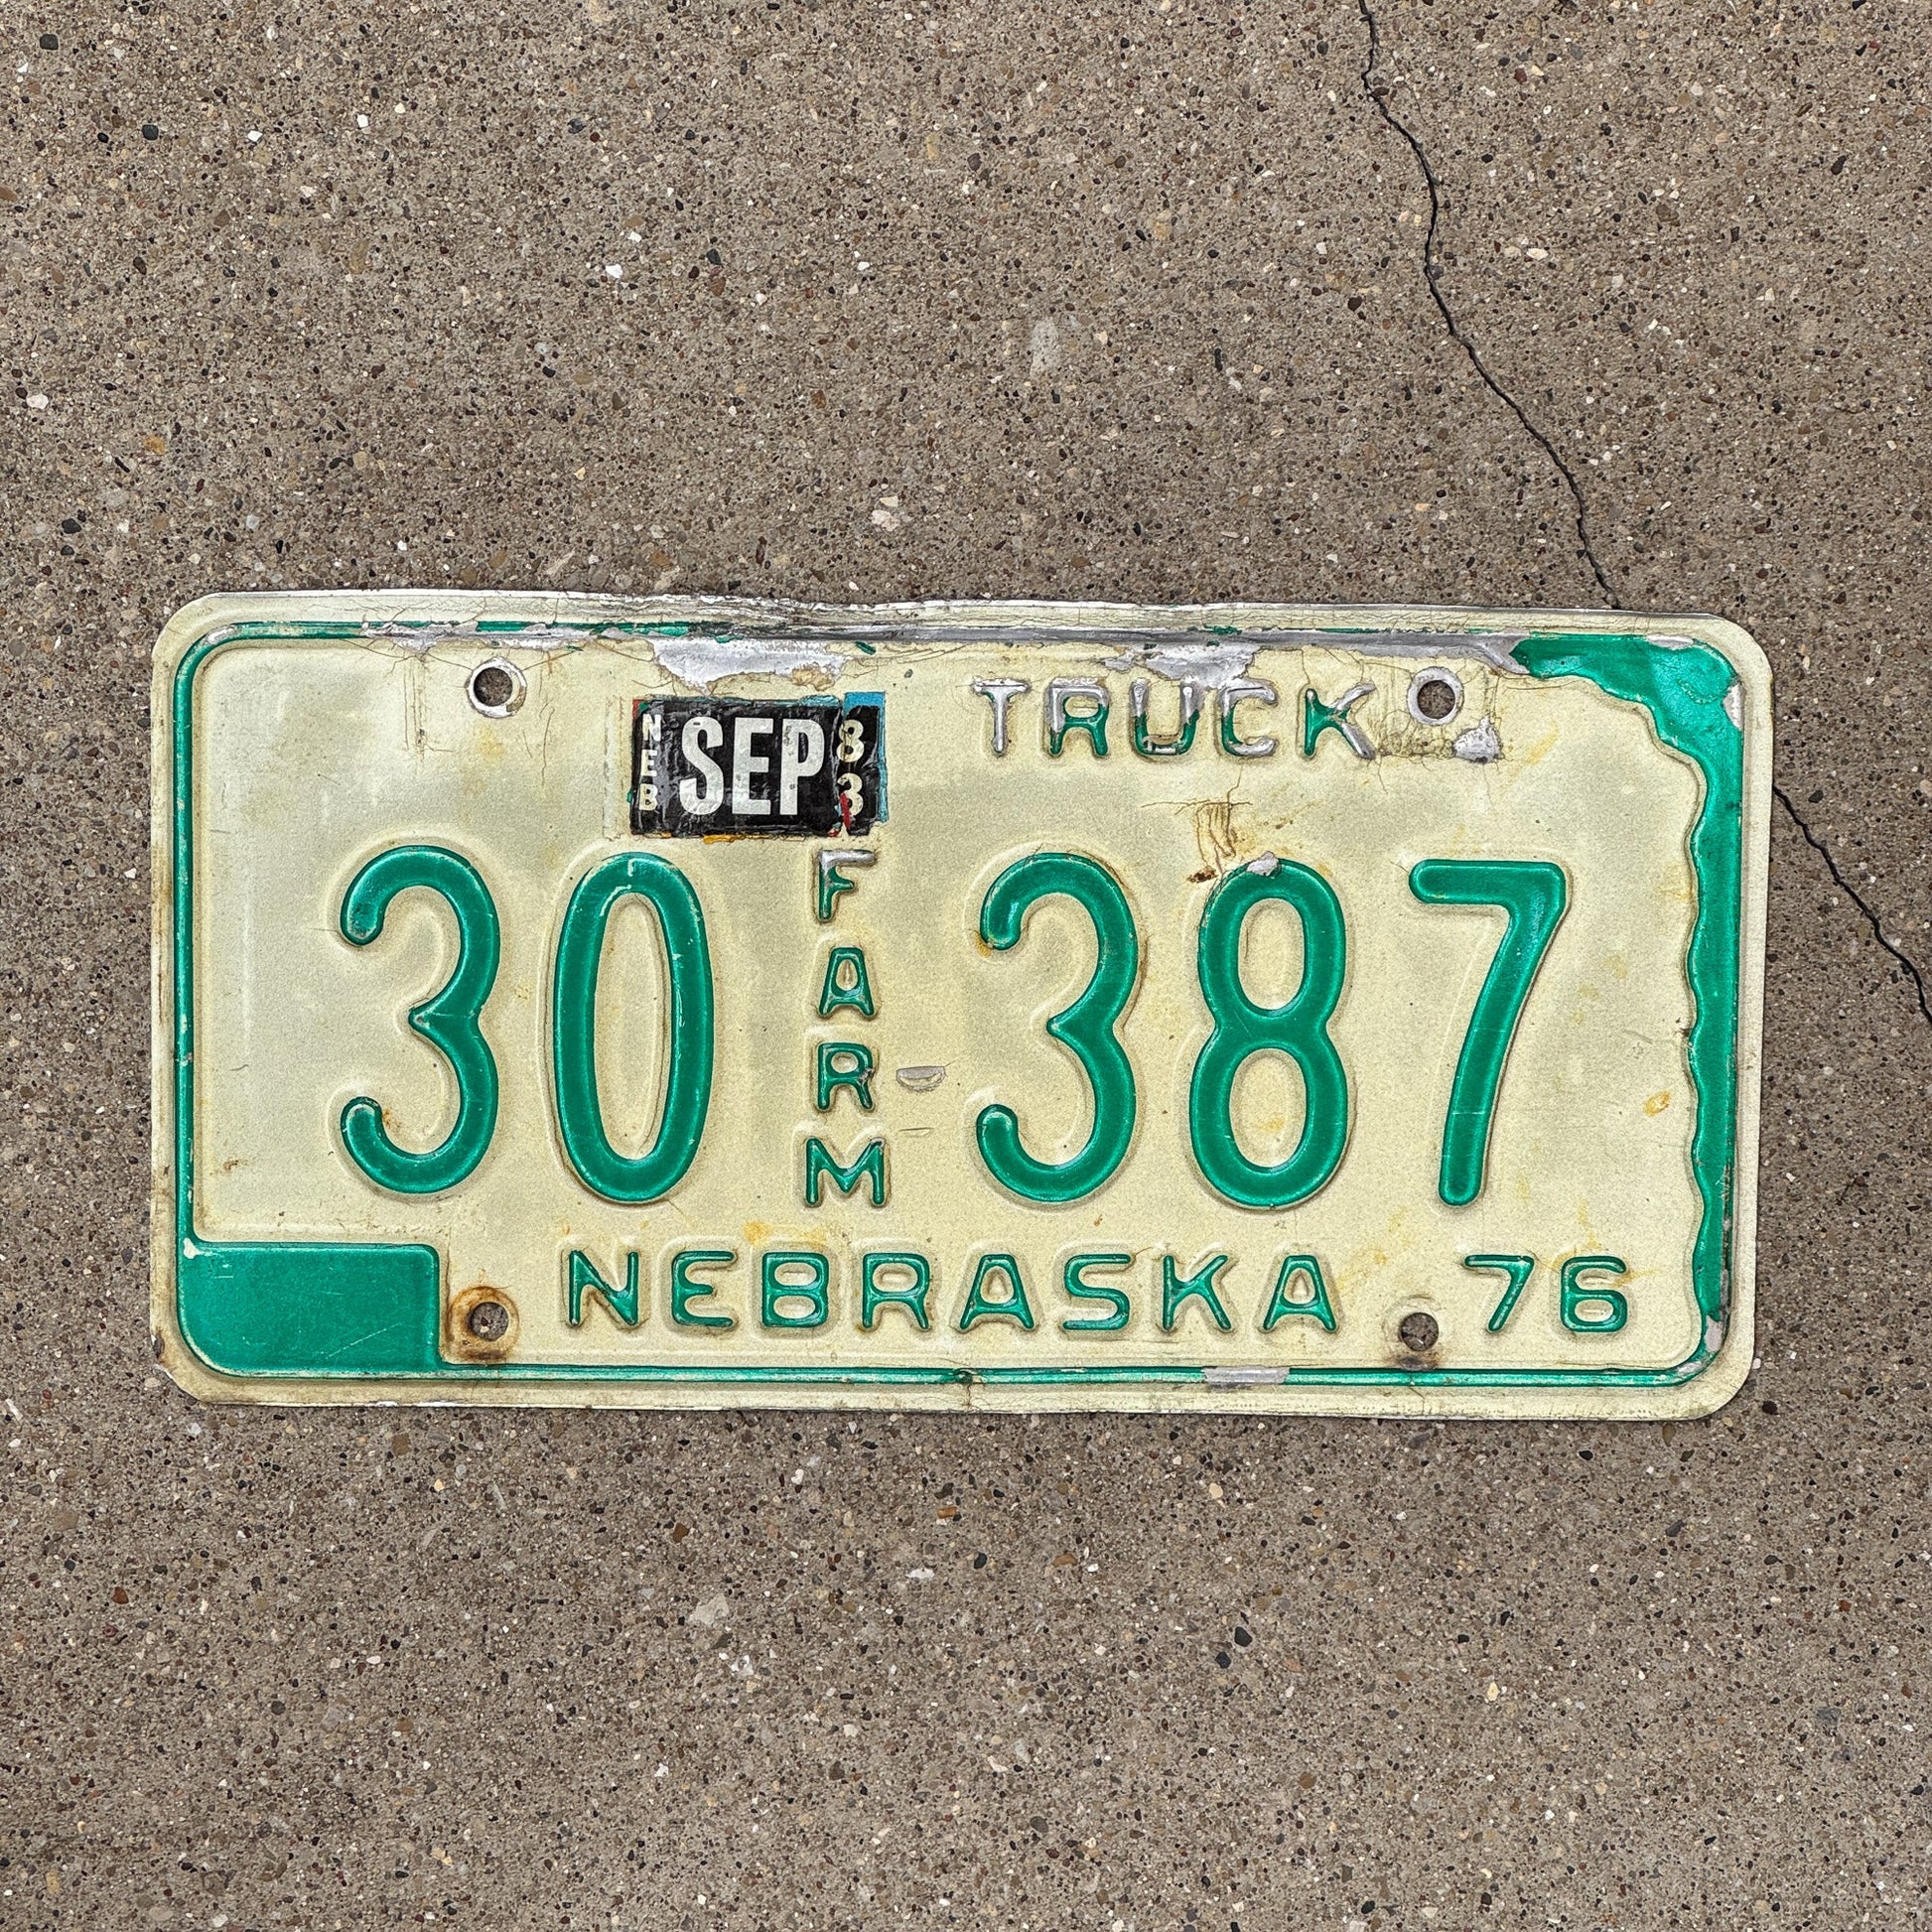 TRUCK
NEB SEP 83
30 FARM 387
NEBRASKA 76